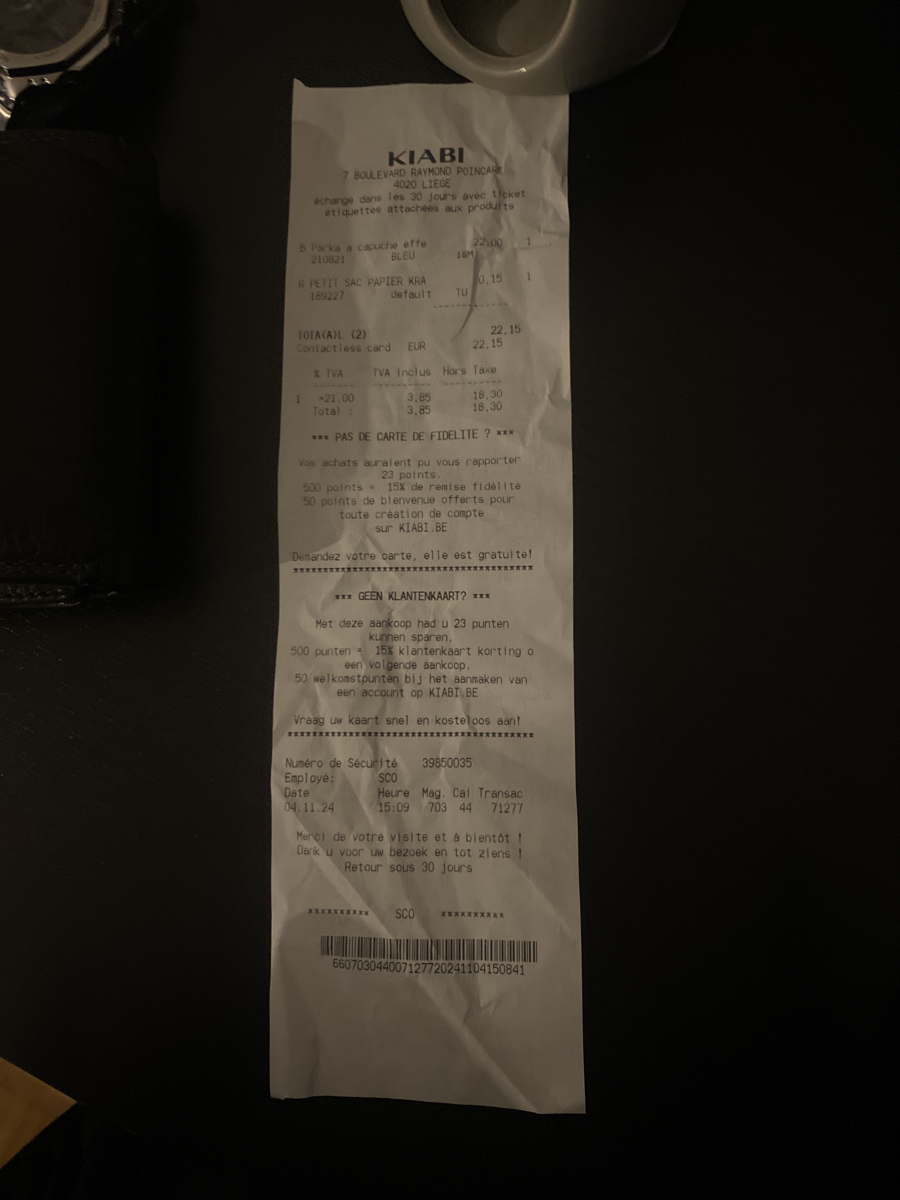 KIABI
7 BOULEVARD RAYMOND POINCARE
4020 LIEGE
échange dans les 30 jours avec ticket
étiquettes attachées aux produits
B Parka a capuche effe 22,00 1
210821 BLEU 18M
A PETIT SAC PAPIER KRA 0,15 1
189227 default TU
------------
TOTA(A)L (2) 22,15
Contactless card EUR 22,15
% TVA TVA inclus Hors Taxe
-------- ---------- ----------
1 >21,00 3,85 18,30
Total : 3,85 18,30
*** PAS DE CARTE DE FIDELITE ? ***
Vos achats auraient pu vous rapporter
23 points.
500 points = 15% de remise fidélité
50 points de bienvenue offerts pour
toute création de compte
sur KIABI.BE
Demandez votre carte, elle est gratuite!
****************************************
*** GEEN KLANTENKAART? ***
Met deze aankoop had u 23 punten
kunnen sparen.
500 punten = 15% klantenkaart korting o
een volgende aankoop.
50 welkomstpunten bij het aanmaken van
een account op KIABI.BE
Vraag uw kaart snel en kosteloos aan!
****************************************
Numéro de Sécurité 39850035
Employé: SCO
Date Heure Mag. Cai Transac
04.11.24 15:09 703 44 71277
Merci de votre visite et à bientôt !
Dank u voor uw bezoek en tot ziens !
Retour sous 30 jours
********** SCO **********
660703044007127720241104150841